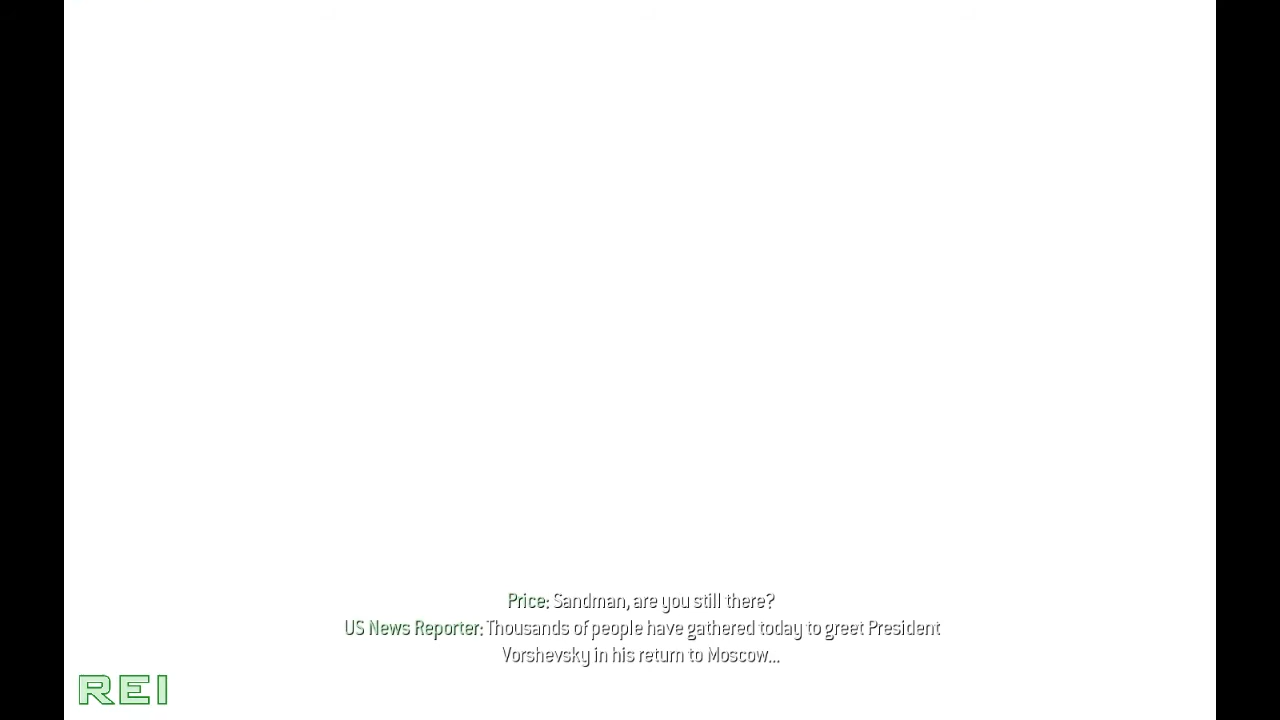 Price: Sandman, are you still there?
US News Reporter: Thousands of people have gathered today to greet President
Vorshevsky in his return to Moscow...
REI